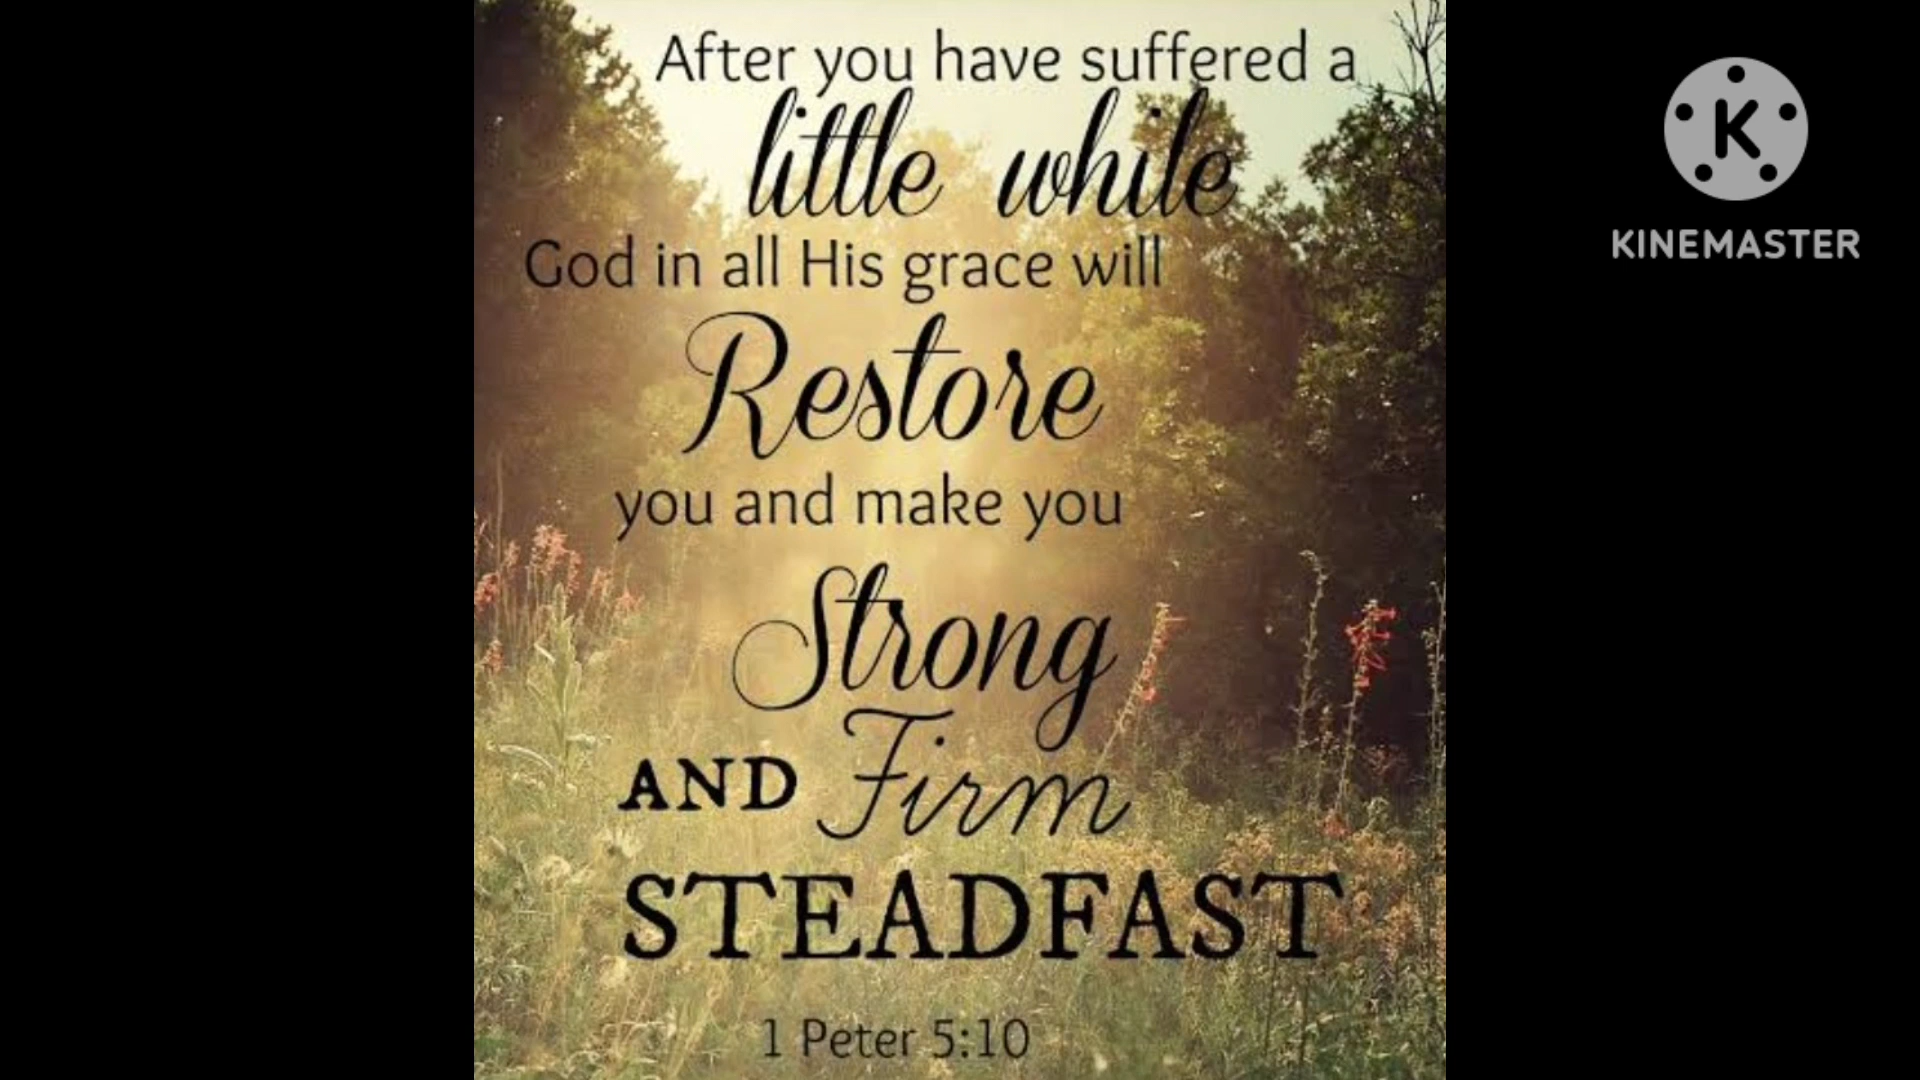 After you have suffered a
little while
God in all His grace will
Restore
you and make you
Strong
AND Firm
STEADFAST
1 Peter 5:10
K
KINEMASTER